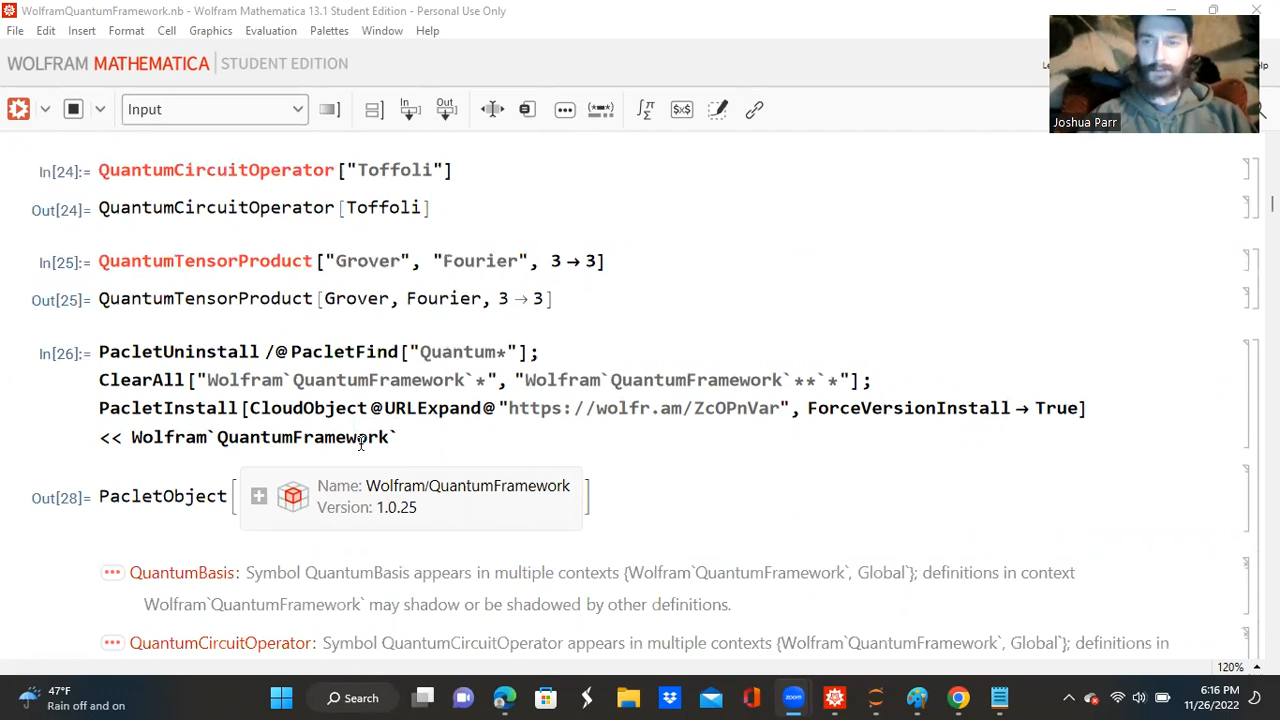 WolframQuantumFramework.nb - Wolfram Mathematica 13.1 Student Edition - Personal Use Only
File Edit Insert Format Cell Graphics Evaluation Palettes Window Help
WOLFRAM MATHEMATICA | STUDENT EDITION
Input
Joshua Parr
In[24]:= QuantumCircuitOperator["Toffoli"]
Out[24]= QuantumCircuitOperator[Toffoli]
In[25]:= QuantumTensorProduct["Grover", "Fourier", 3 → 3]
Out[25]= QuantumTensorProduct[Grover, Fourier, 3 → 3]
In[26]:= PacletUninstall /@ PacletFind["Quantum*"];
ClearAll["Wolfram`QuantumFramework`*", "Wolfram`QuantumFramework`**`*"];
PacletInstall[CloudObject@URLExpand@"https://wolfr.am/ZcOPnVar", ForceVersionInstall → True]
<< Wolfram`QuantumFramework`
Name: Wolfram/QuantumFramework
Out[28]= PacletObject[ ]
Version: 1.0.25
QuantumBasis: Symbol QuantumBasis appears in multiple contexts {Wolfram`QuantumFramework`, Global`}; definitions in context
Wolfram`QuantumFramework` may shadow or be shadowed by other definitions.
QuantumCircuitOperator: Symbol QuantumCircuitOperator appears in multiple contexts {Wolfram`QuantumFramework`, Global`}; definitions in
120%
47°F
Rain off and on
Search
6:16 PM
11/26/2022